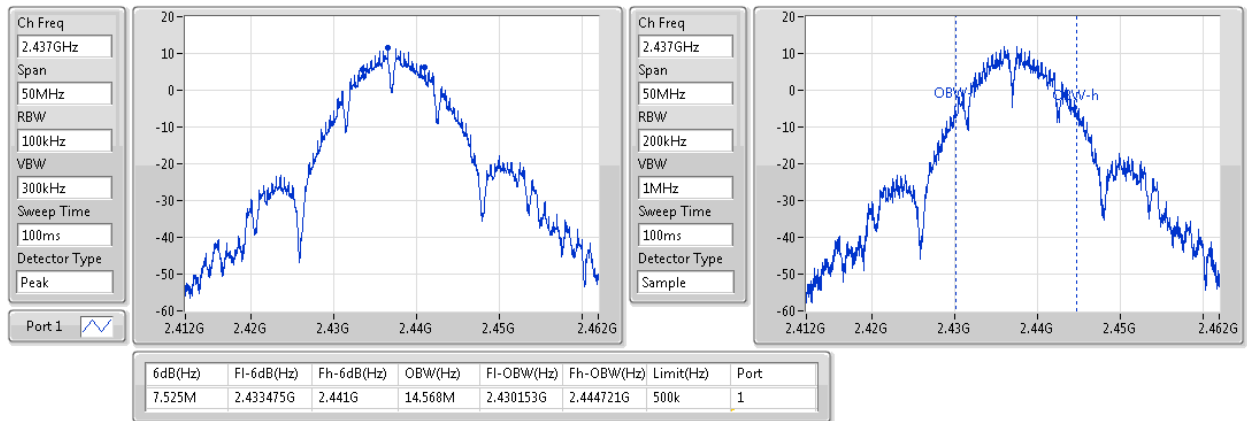 Ch Freq
2.437GHz
Span
50MHz
RBW
100kHz
VBW
300kHz
Sweep Time
100ms
Detector Type
Peak
Port 1
20
10
0
-10
-20
-30
-40
-50
-60
2.412G 2.42G 2.43G 2.44G 2.45G 2.462G
Ch Freq
2.437GHz
Span
50MHz
RBW
200kHz
VBW
1MHz
Sweep Time
100ms
Detector Type
Sample
20
10
0
-10
-20
-30
-40
-50
-60
OBW-h
2.412G 2.42G 2.43G 2.44G 2.45G 2.462G
6dB(Hz) Fl-6dB(Hz) Fh-6dB(Hz) OBW(Hz) Fl-OBW(Hz) Fh-OBW(Hz) Limit(Hz) Port
7.525M 2.433475G 2.441G 14.568M 2.430153G 2.444721G 500k 1